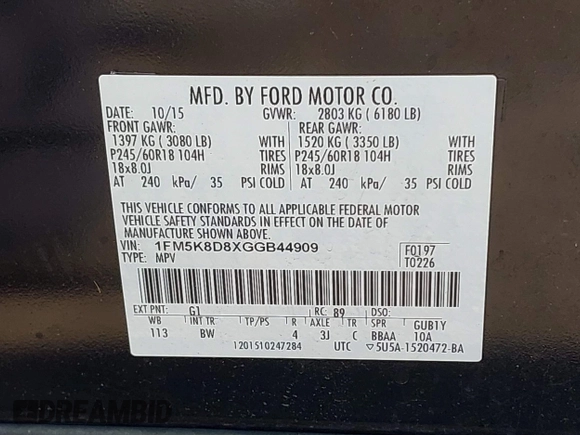 MFD. BY FORD MOTOR CO.
DATE: 10/15 GVWR: 2803 KG ( 6180 LB)
FRONT GAWR: REAR GAWR:
1397 KG ( 3080 LB) WITH 1520 KG ( 3350 LB) WITH
P245/60R18 104H TIRES P245/60R18 104H TIRES
18x8.0J RIMS 18x8.0J RIMS
AT 240 kPa/ 35 PSI COLD AT 240 kPa/ 35 PSI COLD
THIS VEHICLE CONFORMS TO ALL APPLICABLE FEDERAL MOTOR
VEHICLE SAFETY STANDARDS IN EFFECT ON THE DATE OF
MANUFACTURE SHOWN ABOVE.
VIN: 1FM5K8D8XGGB44909 F0197
TYPE: MPV T0226
EXT PNT: G1 RC: 89 DSO:
WB INT TR TP/PS R AXLE TR SPR GUB1Y
113 BW 4 3J C BBAA 10A
1201510247284 UTC ▽5U5A-1520472-BA
DREAMBID